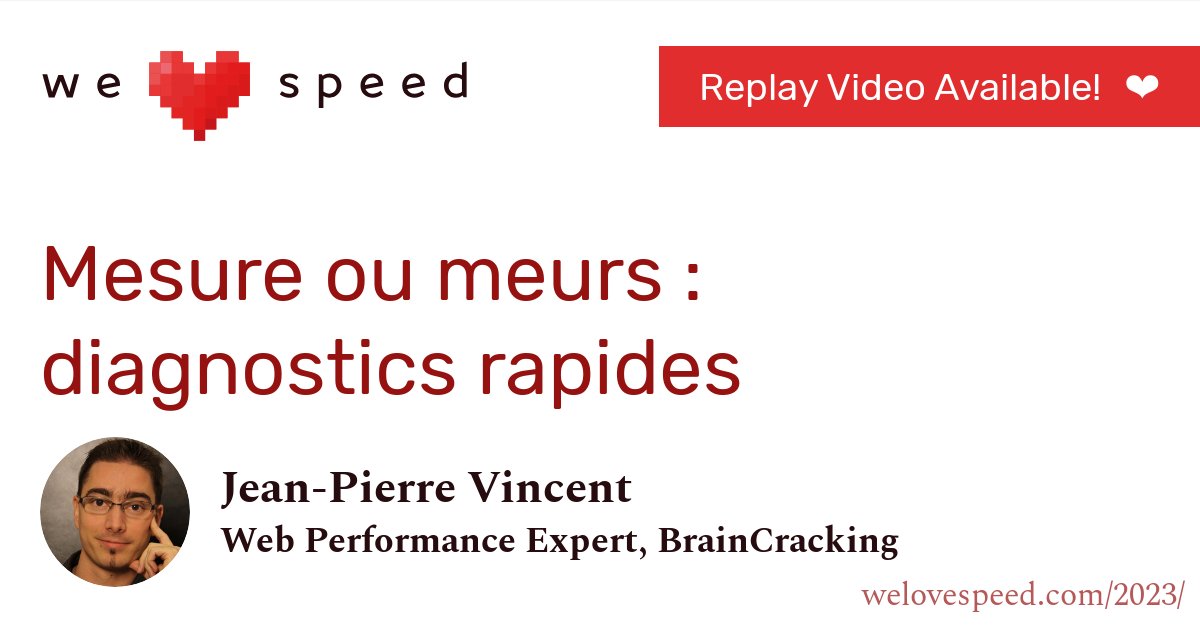 we speed
Replay Video Available! ❤
Mesure ou meurs :
diagnostics rapides
Jean-Pierre Vincent
Web Performance Expert, BrainCracking
welovespeed.com/2023/